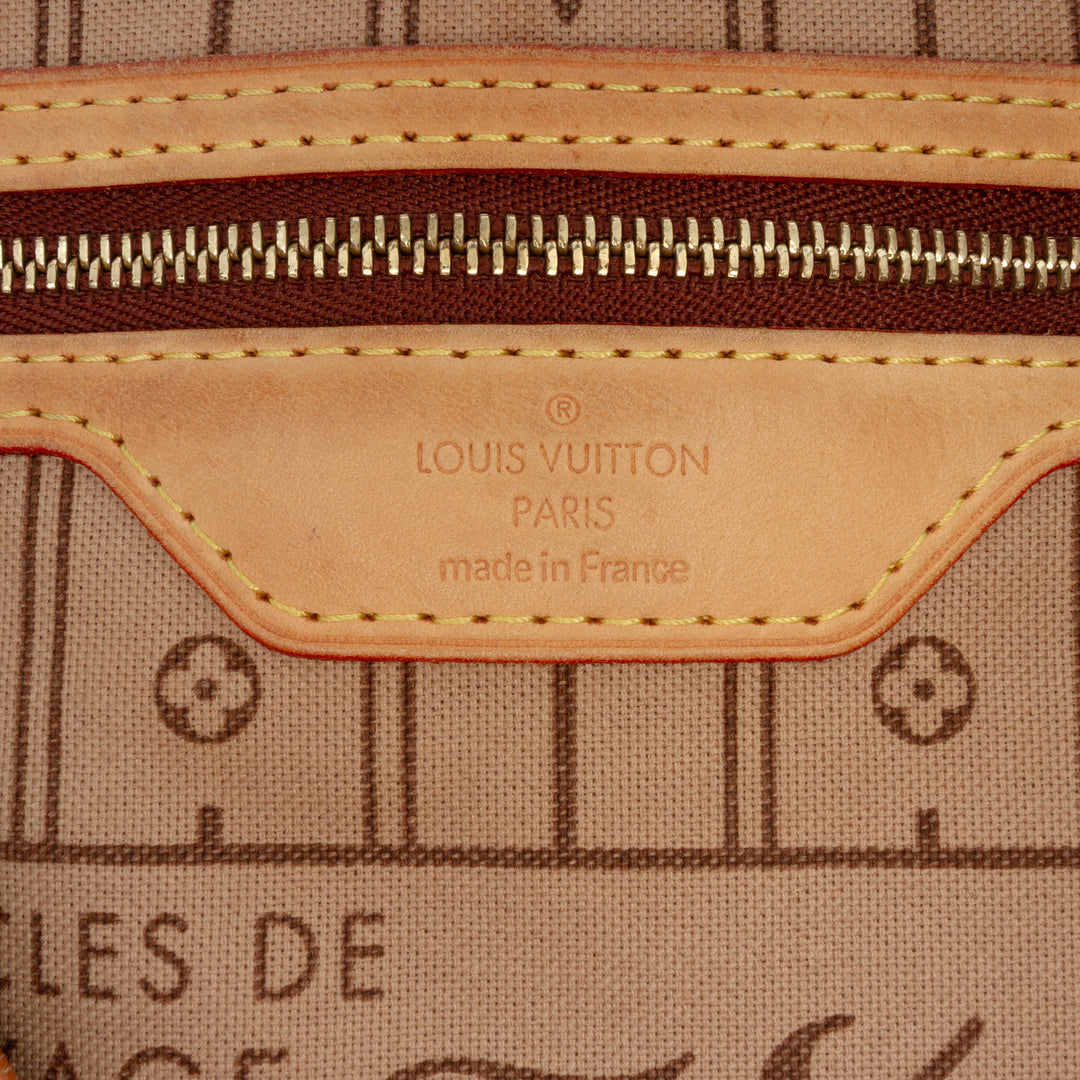 ®
LOUIS VUITTON
PARIS
made in France
CLES DE